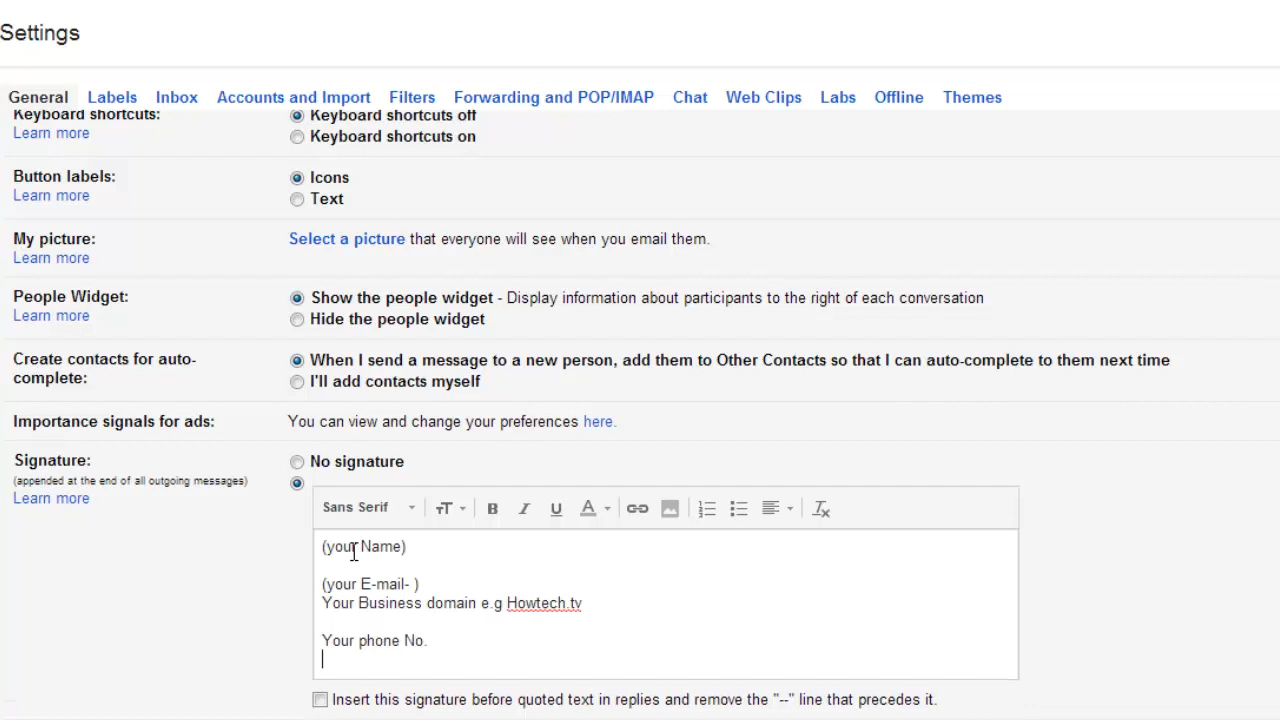 Settings
General Labels Inbox Accounts and Import Filters Forwarding and POP/IMAP Chat Web Clips Labs Offline Themes
Keyboard shortcuts: Keyboard shortcuts off
Learn more Keyboard shortcuts on
Button labels: Icons
Learn more Text
My picture: Select a picture that everyone will see when you email them.
Learn more
People Widget: Show the people widget - Display information about participants to the right of each conversation
Learn more Hide the people widget
Create contacts for auto- When I send a message to a new person, add them to Other Contacts so that I can auto-complete to them next time
complete: I'll add contacts myself
Importance signals for ads: You can view and change your preferences here.
Signature: No signature
(appended at the end of all outgoing messages)
Learn more
Sans Serif
(your Name)
(your E-mail- )
Your Business domain e.g Howtech.tv
Your phone No.
Insert this signature before quoted text in replies and remove the "--" line that precedes it.